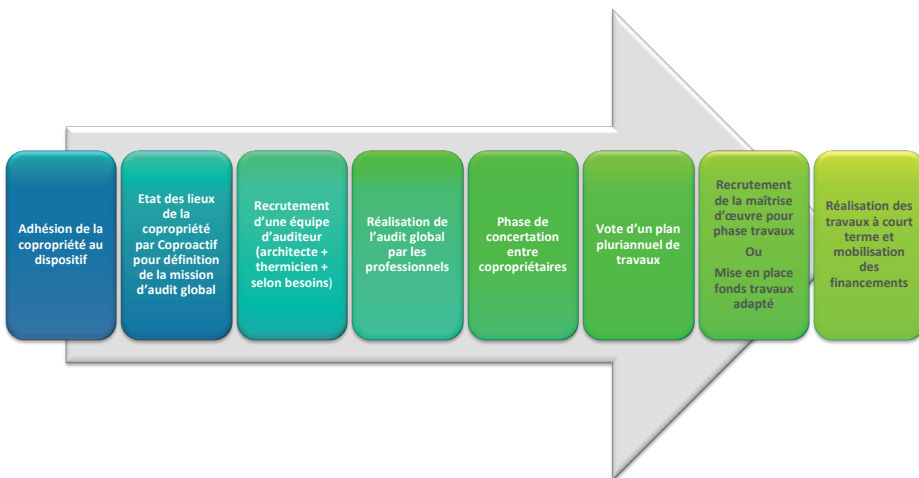 Adhésion de la
copropriété au
dispositif
Etat des lieux
de la
copropriété
par Coproactif
pour définition
de la mission
d'audit global
Recrutement
d'une équipe
d'auditeur
(architecte +
thermicien +
selon besoins)
Réalisation de
l'audit global
par les
professionnels
Phase de
concertation
entre
copropriétaires
Vote d'un plan
pluriannuel de
travaux
Recrutement
de la maîtrise
d'œuvre pour
phase travaux
Ou
Mise en place
fonds travaux
adapté
Réalisation des
travaux à court
terme et
mobilisation
des
financements